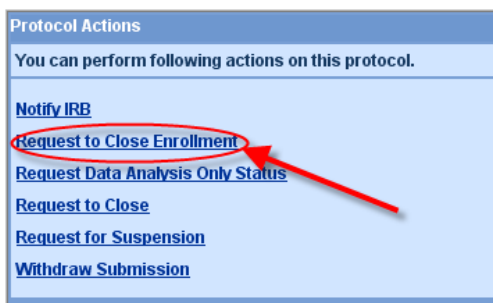 Protocol Actions
You can perform following actions on this protocol.
Notify IRB
Request to Close Enrollment
Request Data Analysis Only Status
Request to Close
Request for Suspension
Withdraw Submission